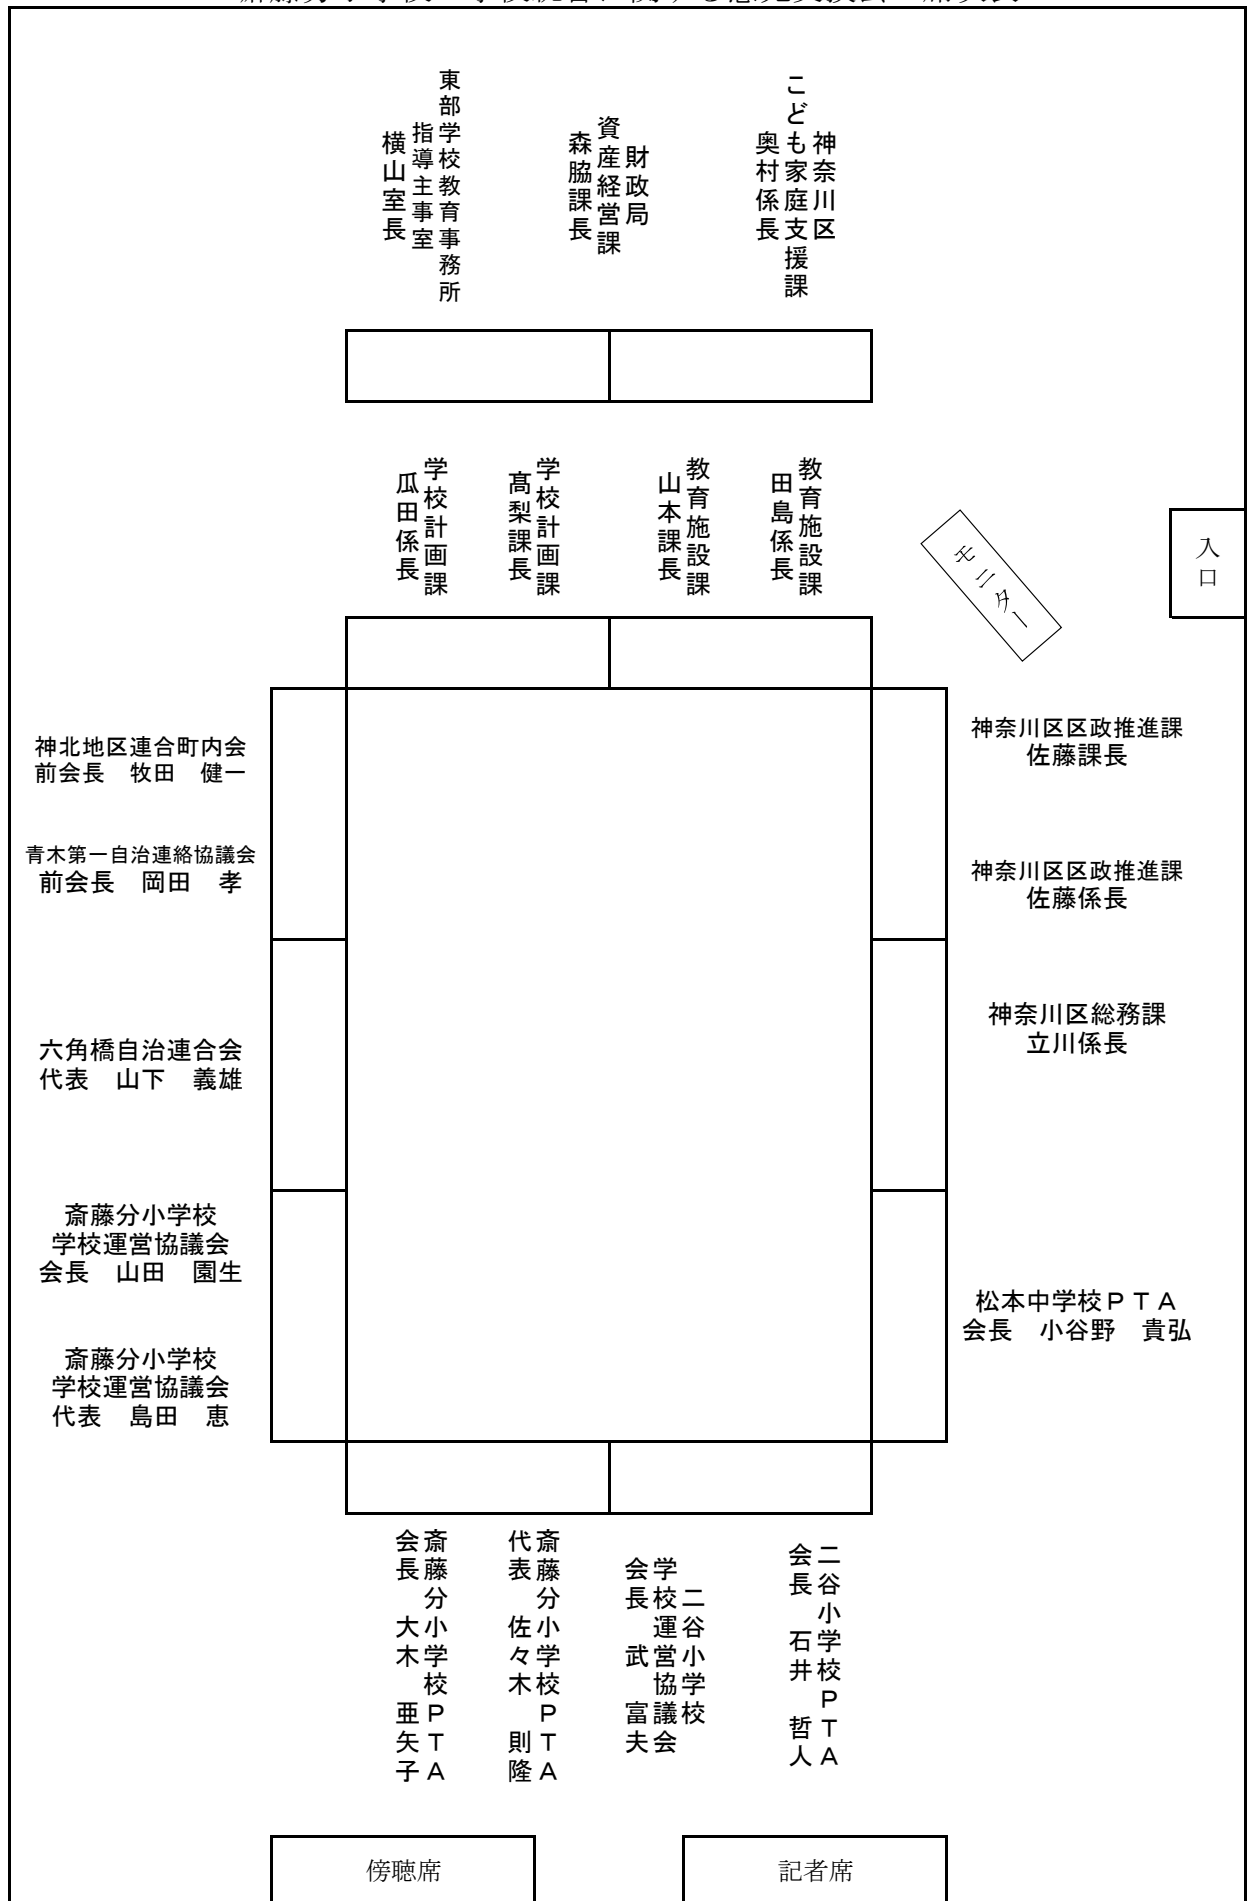 神奈川区
こども家庭支援課
奥村係長
財政局
資産経営課
森脇課長
東部学校教育事務所
指導主事室
横山室長
教育施設課
田島係長
教育施設課
山本課長
学校計画課
髙梨課長
学校計画課
瓜田係長
モニター
入口
神北地区連合町内会
前会長　牧田　健一
青木第一自治連絡協議会
前会長　岡田　孝
六角橋自治連合会
代表　山下　義雄
斎藤分小学校
学校運営協議会
会長　山田　園生
斎藤分小学校
学校運営協議会
代表　島田　恵
神奈川区区政推進課
佐藤課長
神奈川区区政推進課
佐藤係長
神奈川区総務課
立川係長
松本中学校ＰＴＡ
会長　小谷野　貴弘
二谷小学校ＰＴＡ
会長　石井　哲人
二谷小学校
学校運営協議会
会長　武　富夫
斎藤分小学校ＰＴＡ
代表　佐々木　則隆
斎藤分小学校ＰＴＡ
会長　大木　亜矢子
傍聴席
記者席